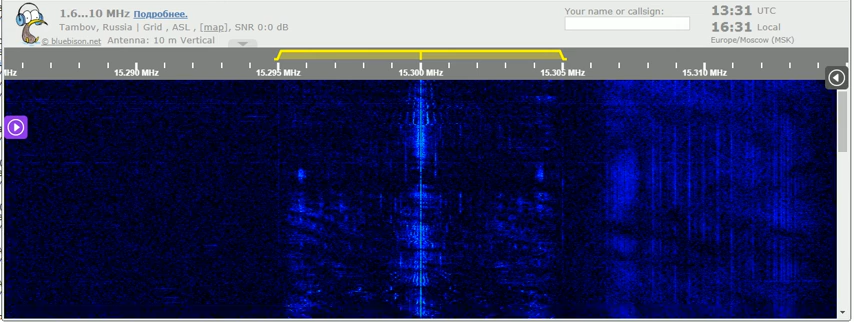 1.6...10 MHz Подробнее.
Tambov, Russia | Grid , ASL , [map], SNR 0:0 dB
© bluebison.net Antenna: 10 m Vertical
Your name or callsign:
13:31 UTC
16:31 Local
Europe/Moscow (MSK)
MHz 15.290 MHz 15.295 MHz 15.300 MHz 15.305 MHz 15.310 MHz